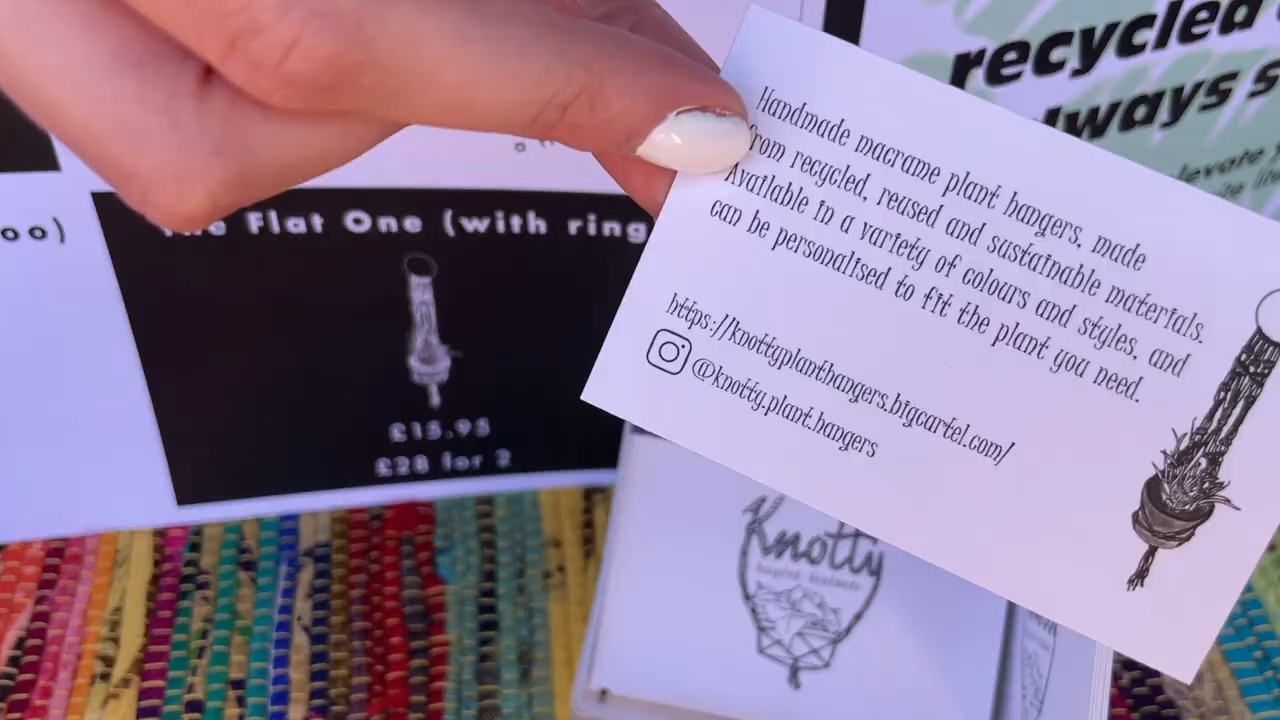 Handmade macrame plant hangers, made
from recycled, reused and sustainable materials.
Available in a variety of colours and styles, and
can be personalised to fit the plant you need.
https://knottyplanthangers.bigcartel.com/
@knotty.plant.hangers
oo)
Flat One (with ring
£15.95
£28 for 2
recycled
always s
Knotty